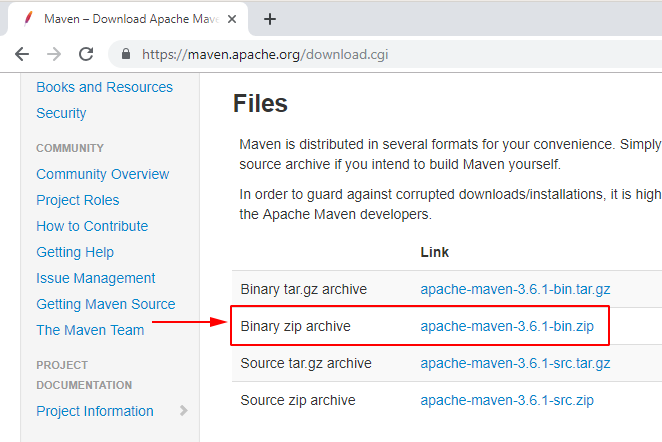 Maven – Download Apache Mave
https://maven.apache.org/download.cgi
Books and Resources
Security
COMMUNITY
Community Overview
Project Roles
How to Contribute
Getting Help
Issue Management
Getting Maven Source
The Maven Team
PROJECT
DOCUMENTATION
Project Information
Files
Maven is distributed in several formats for your convenience. Simply
source archive if you intend to build Maven yourself.
In order to guard against corrupted downloads/installations, it is high
the Apache Maven developers.
Link
Binary tar.gz archive apache-maven-3.6.1-bin.tar.gz
Binary zip archive apache-maven-3.6.1-bin.zip
Source tar.gz archive apache-maven-3.6.1-src.tar.gz
Source zip archive apache-maven-3.6.1-src.zip